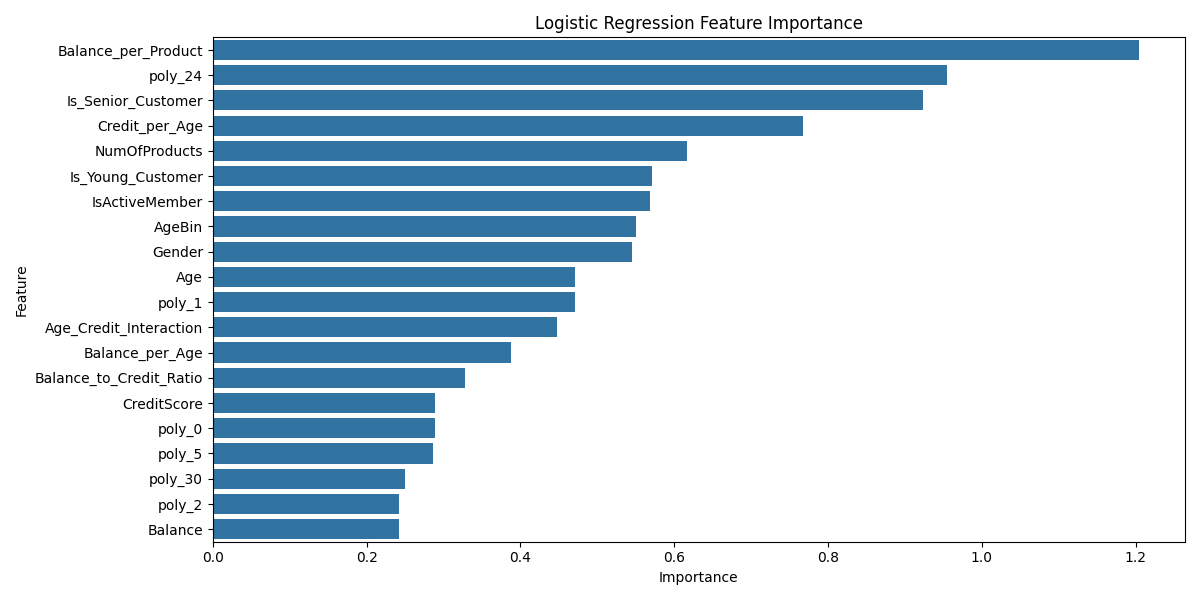 Logistic Regression Feature Importance
Feature
Balance_per_Product
poly_24
Is_Senior_Customer
Credit_per_Age
NumOfProducts
Is_Young_Customer
IsActiveMember
AgeBin
Gender
Age
poly_1
Age_Credit_Interaction
Balance_per_Age
Balance_to_Credit_Ratio
CreditScore
poly_0
poly_5
poly_30
poly_2
Balance
0.0 0.2 0.4 0.6 0.8 1.0 1.2
Importance